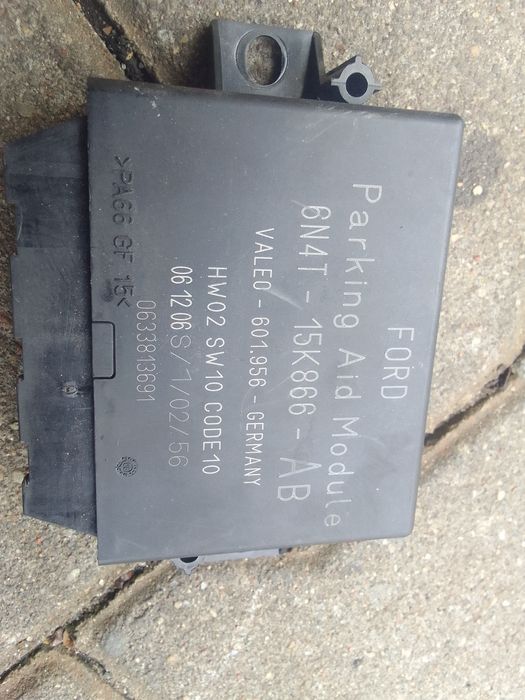 FORD
Parking Aid Module
6N4T - 15K866 - AB
VALEO - 601.956 - GERMANY
HW02 SW10 CODE10
06 12 06 S/1/02/56
0633813691
>PA66 GF 15<